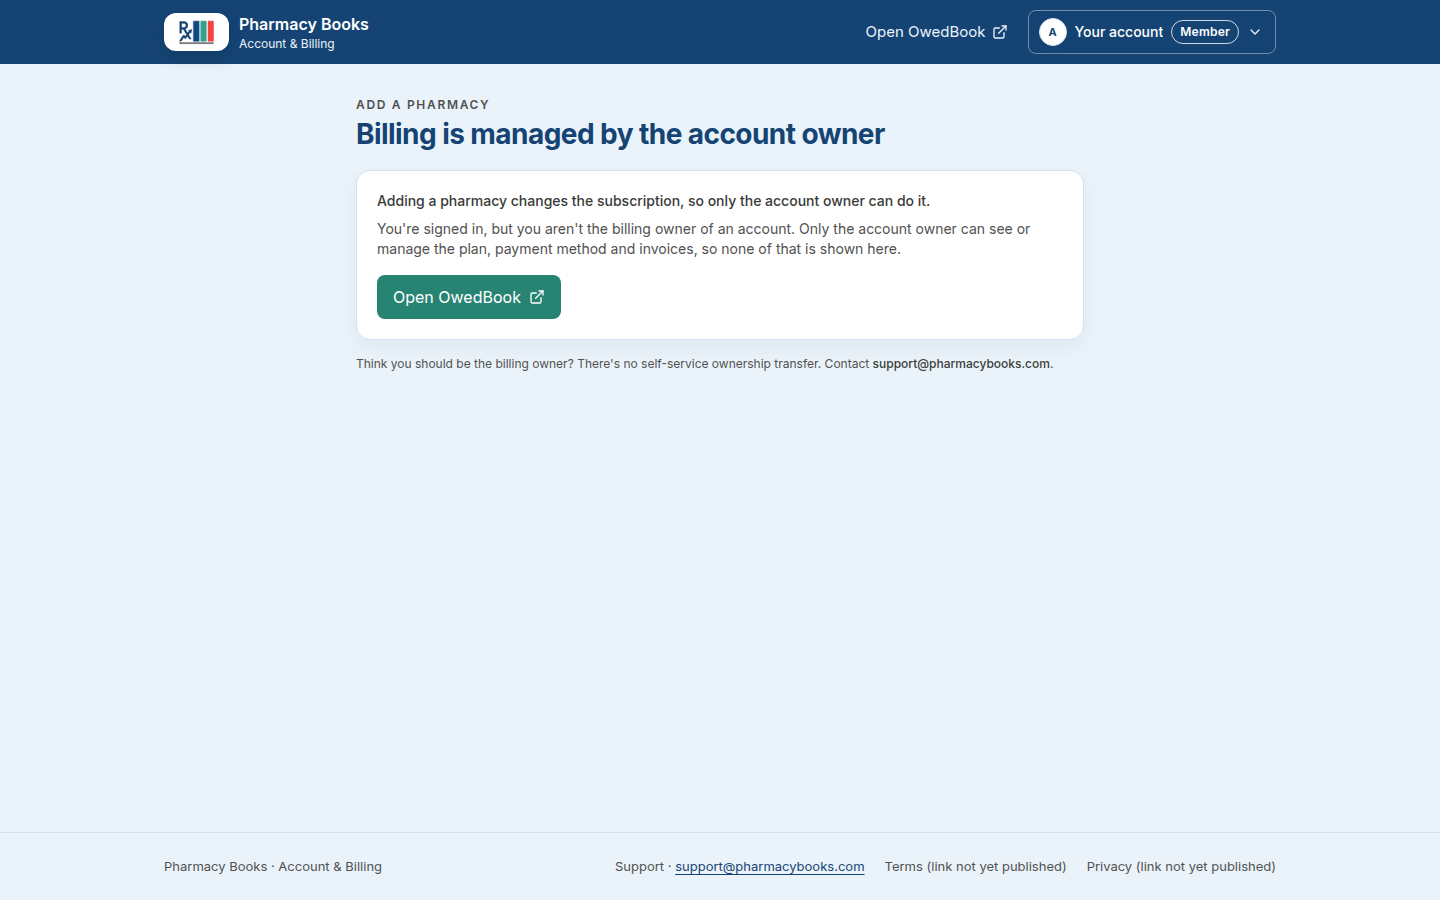 Rx
Pharmacy Books
Account & Billing
Open OwedBook
A
Your account
Member
ADD A PHARMACY
Billing is managed by the account owner
Adding a pharmacy changes the subscription, so only the account owner can do it.
You're signed in, but you aren't the billing owner of an account. Only the account owner can see or
manage the plan, payment method and invoices, so none of that is shown here.
Open OwedBook
Think you should be the billing owner? There's no self-service ownership transfer. Contact support@pharmacybooks.com.
Pharmacy Books · Account & Billing
Support · support@pharmacybooks.com
Terms (link not yet published)
Privacy (link not yet published)